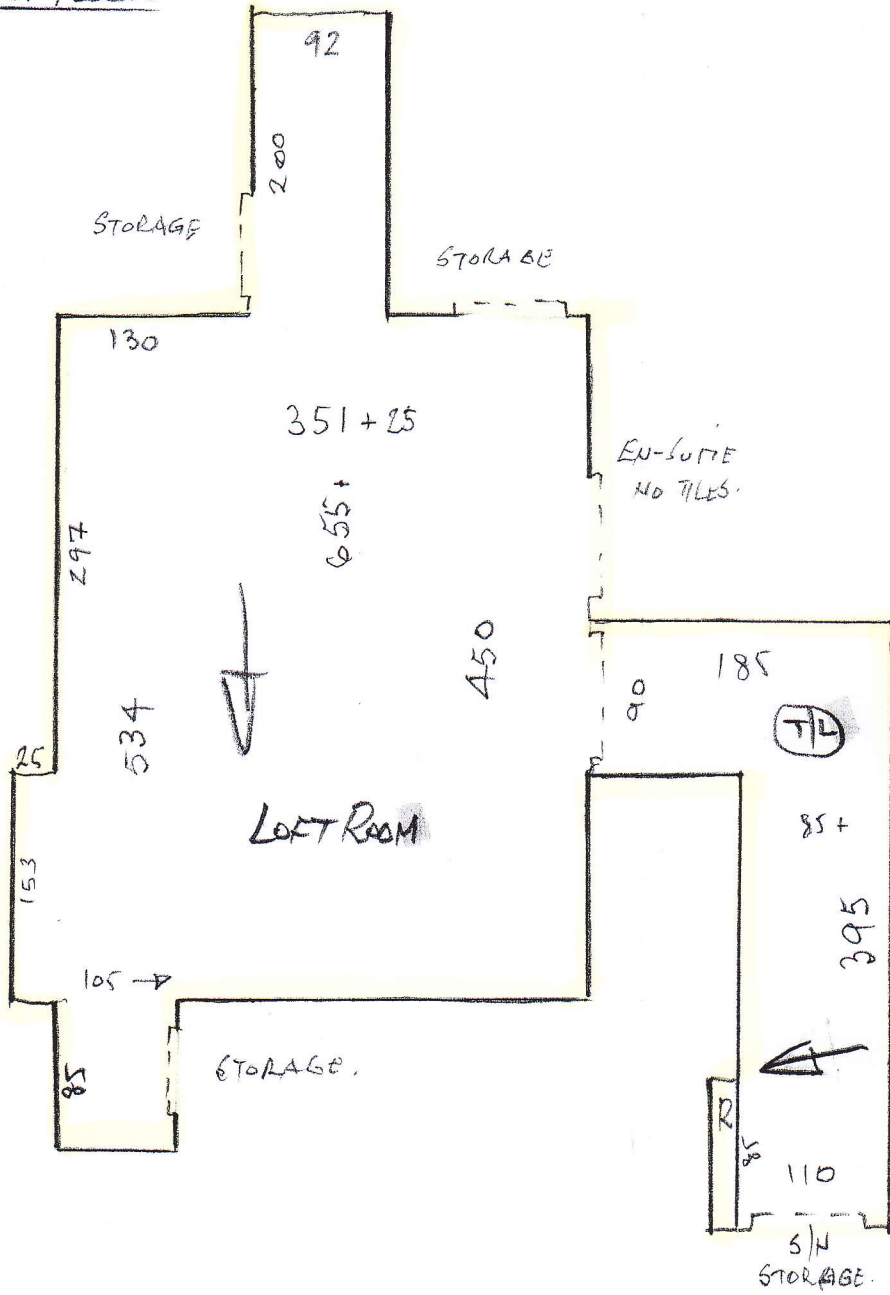 92
200
STORAGE
STORAGE
130
351 + 25
EN-SUITE
NO TILES.
655+
297
450
185
90
534
T/L
25
LOFT ROOM
85 +
153
395
105
85
STORAGE.
R
85
110
S/N
STORAGE.